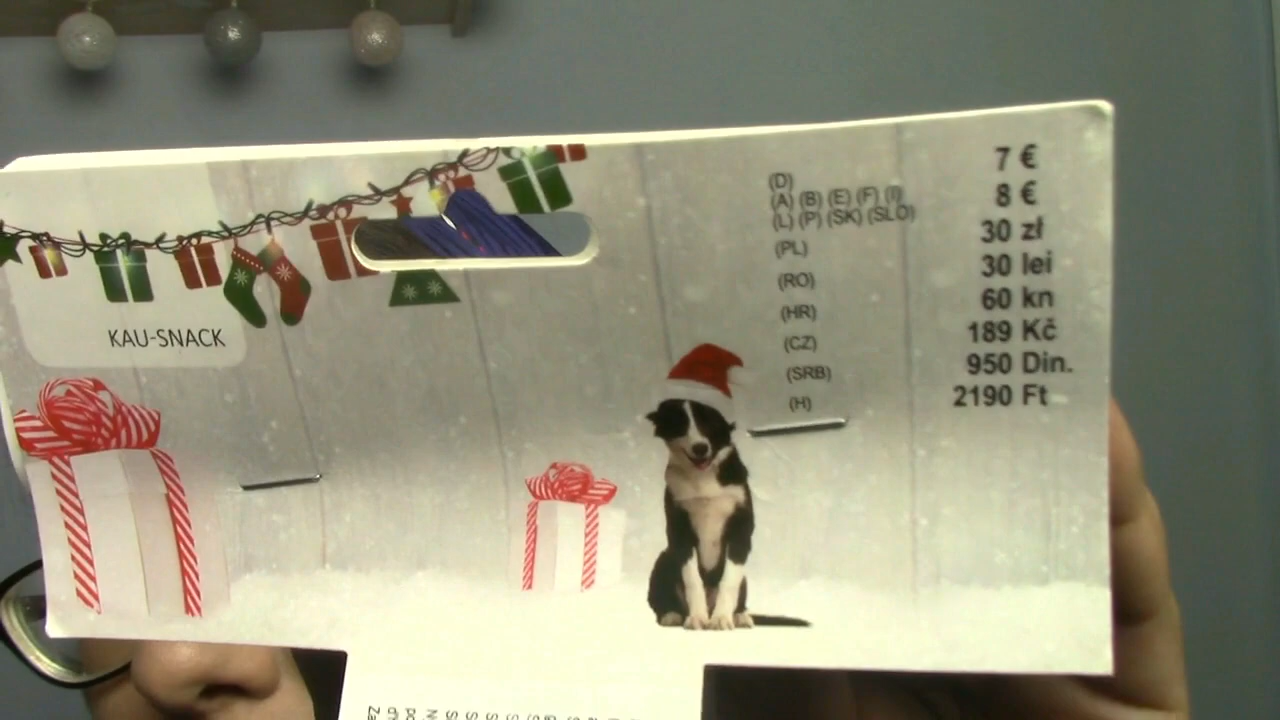 KAU-SNACK
(D) 7 €
(A) (B) (E) (F) (I)
(L) (P) (SK) (SLO) 8 €
(PL) 30 zł
(RO) 30 lei
(HR) 60 kn
(CZ) 189 Kč
(SRB) 950 Din.
(H) 2190 Ft